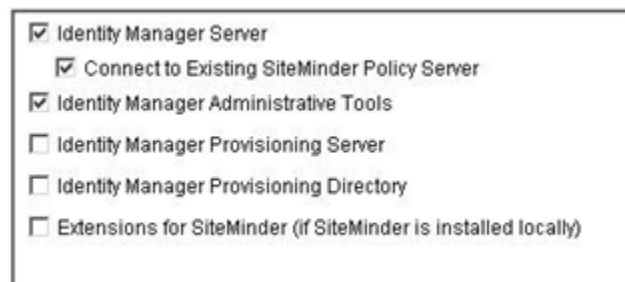 Identity Manager Server
Connect to Existing SiteMinder Policy Server
Identity Manager Administrative Tools
Identity Manager Provisioning Server
Identity Manager Provisioning Directory
Extensions for SiteMinder (if SiteMinder is installed locally)